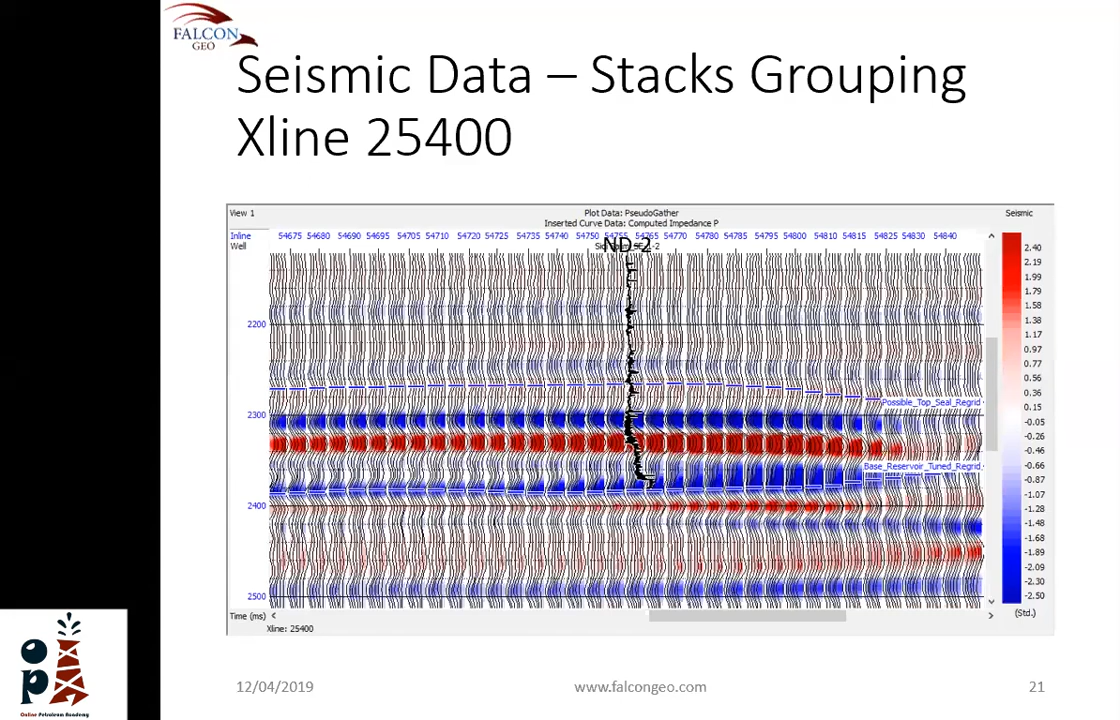 FALCON
GEO
Seismic Data – Stacks Grouping
Xline 25400
View 1
Plot Data: PseudoGather
Inserted Curve Data: Computed Impedance P
Seismic
Inline 54675 54680 54690 54695 54705 54710 54720 54725 54735 54740 54750 54755 54765 54770 54780 54785 54795 54800 54810 54815 54825 54830 54840
Well
ND-2
2200
2300
2400
2500
Possible_Top_Seal_Regrid
Base_Reservoir_Tuned_Regrid
2.40
2.19
1.99
1.79
1.58
1.38
1.17
0.97
0.77
0.56
0.36
0.15
-0.05
-0.26
-0.46
-0.66
-0.87
-1.07
-1.28
-1.48
-1.68
-1.89
-2.09
-2.30
-2.50
(Std.)
Time (ms)
Xline: 25400
OPA
Online Petroleum Academy
12/04/2019
www.falcongeo.com
21